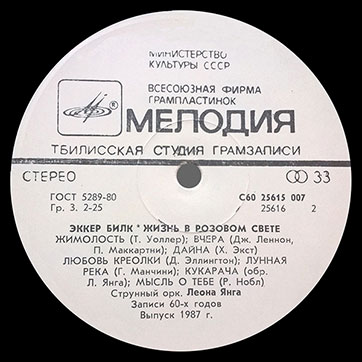 МИНИСТЕРСТВО
КУЛЬТУРЫ СССР
ВСЕСОЮЗНАЯ ФИРМА
ГРАМПЛАСТИНОК
МЕЛОДИЯ
ТБИЛИССКАЯ СТУДИЯ ГРАМЗАПИСИ
СТЕРЕО 33
ГОСТ 5289-80 С60 25615 007
Гр. 3. 2-25 25616 2
ЭККЕР БИЛК * ЖИЗНЬ В РОЗОВОМ СВЕТЕ
ЖИМОЛОСТЬ (Т. Уоллер); ВЧЕРА (Дж. Леннон,
П. Маккартни); ДАЙНА (Х. Экст)
ЛЮБОВЬ КРЕОЛКИ (Д. Эллингтон); ЛУННАЯ
РЕКА (Г. Манчини); КУКАРАЧА (обр.
Л. Янга); МЫСЛЬ О ТЕБЕ (Р. Нобл)
Струнный орк. Леона Янга
Записи 60-х годов
Выпуск 1987 г.